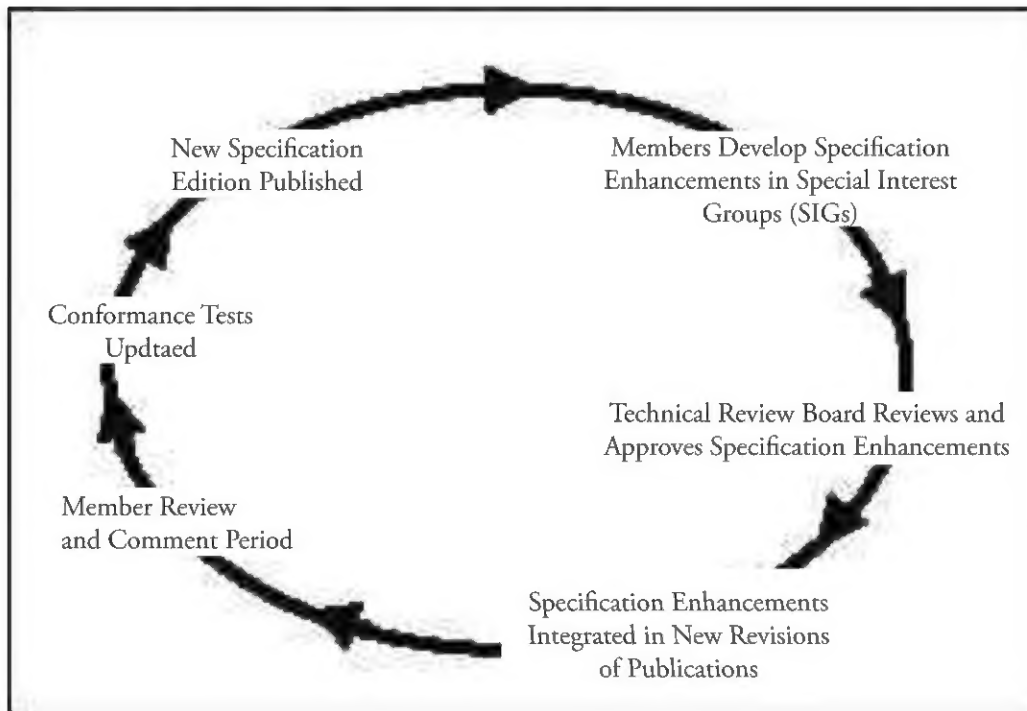 New Specification
Edition Published
Members Develop Specification
Enhancements in Special Interest
Groups (SIGs)
Technical Review Board Reviews and
Approves Specification Enhancements
Specification Enhancements
Integrated in New Revisions
of Publications
Member Review
and Comment Period
Conformance Tests
Updtaed